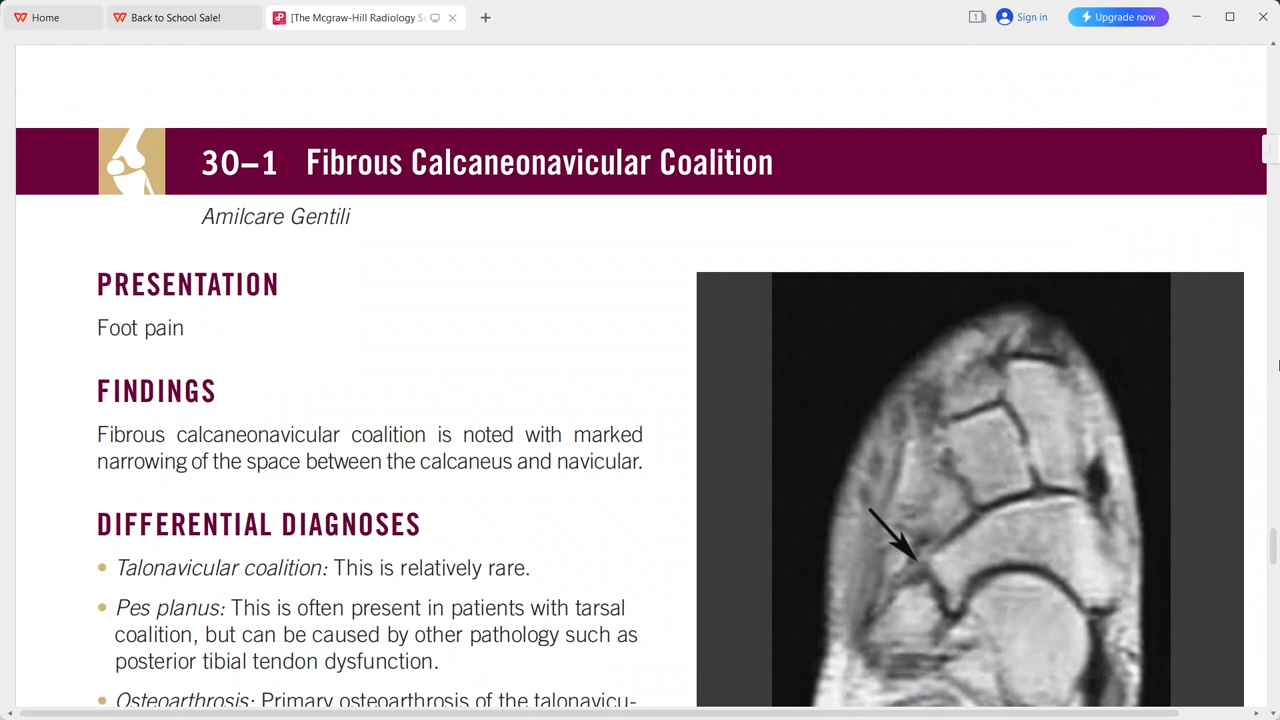 Home
Back to School Sale!
[The Mcgraw-Hill Radiology S
1
Sign in
Upgrade now
30–1 Fibrous Calcaneonavicular Coalition
Amilcare Gentili
PRESENTATION
Foot pain
FINDINGS
Fibrous calcaneonavicular coalition is noted with marked
narrowing of the space between the calcaneus and navicular.
DIFFERENTIAL DIAGNOSES
• Talonavicular coalition: This is relatively rare.
• Pes planus: This is often present in patients with tarsal
coalition, but can be caused by other pathology such as
posterior tibial tendon dysfunction.
• Osteoarthrosis: Primary osteoarthrosis of the talonavicu-